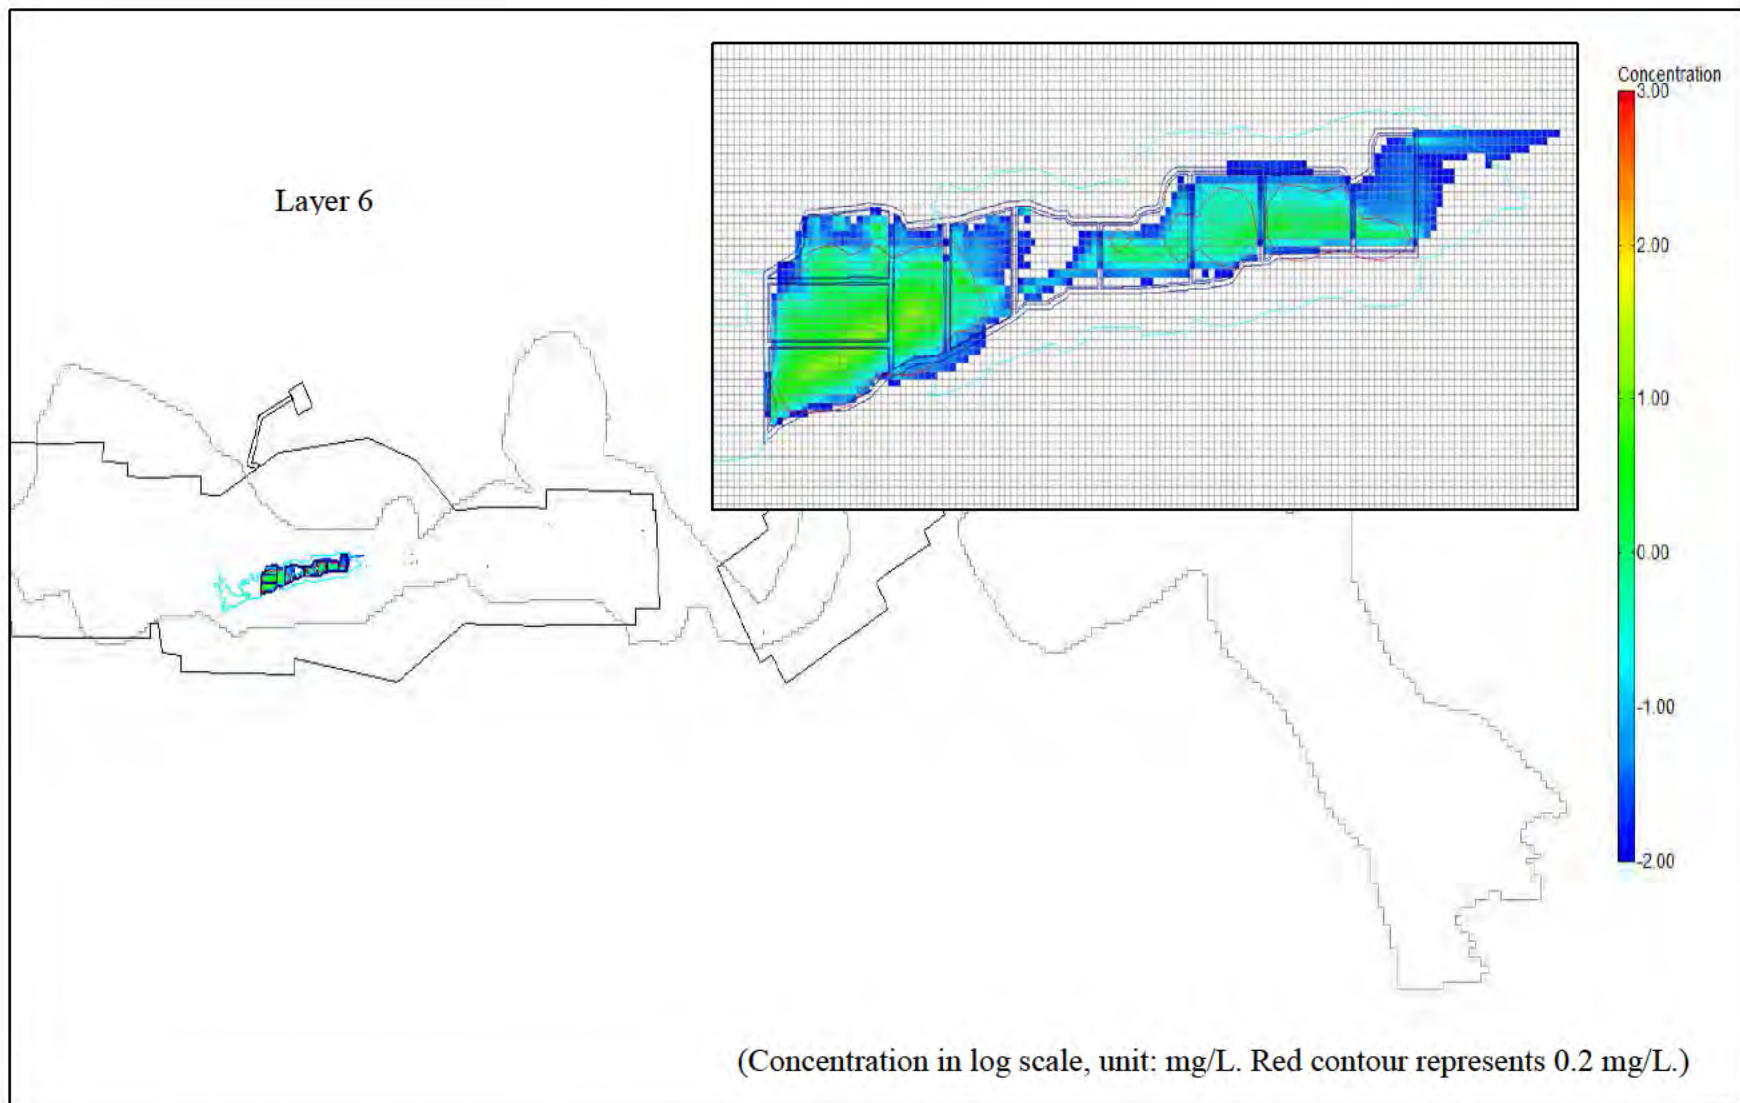 Layer 6
Concentration
3.00
2.00
1.00
0.00
-1.00
-2.00
(Concentration in log scale, unit: mg/L. Red contour represents 0.2 mg/L.)